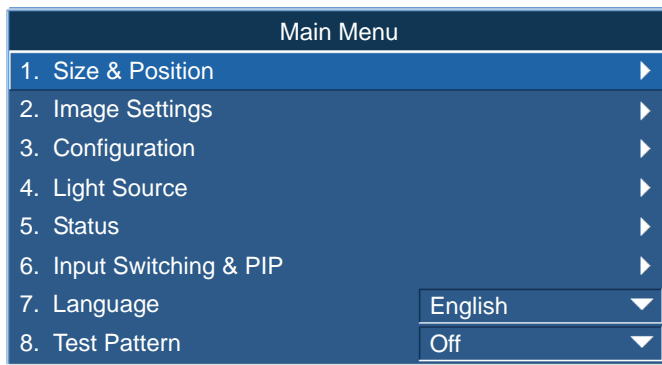 Main Menu
1. Size & Position
2. Image Settings
3. Configuration
4. Light Source
5. Status
6. Input Switching & PIP
7. Language English
8. Test Pattern Off